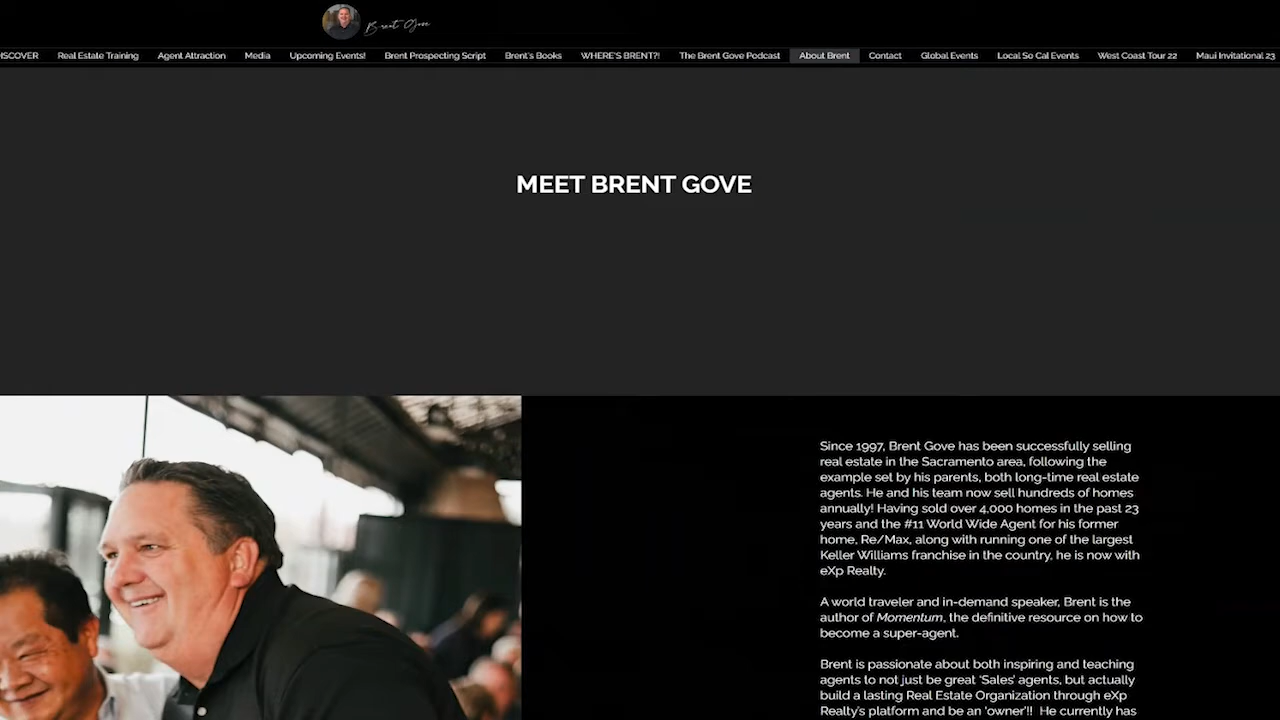 Brent Gove
ISCOVER Real Estate Training Agent Attraction Media Upcoming Events! Brent Prospecting Script Brent's Books WHERE'S BRENT?! The Brent Gove Podcast About Brent Contact Global Events Local So Cal Events West Coast Tour 22 Maui Invitational 23
MEET BRENT GOVE
Since 1997, Brent Gove has been successfully selling
real estate in the Sacramento area, following the
example set by his parents, both long-time real estate
agents. He and his team now sell hundreds of homes
annually! Having sold over 4,000 homes in the past 23
years and the #11 World Wide Agent for his former
home, Re/Max, along with running one of the largest
Keller Williams franchise in the country, he is now with
eXp Realty.
A world traveler and in-demand speaker, Brent is the
author of Momentum, the definitive resource on how to
become a super-agent.
Brent is passionate about both inspiring and teaching
agents to not just be great 'Sales' agents, but actually
build a lasting Real Estate Organization through eXp
Realty's platform and be an 'owner'!! He currently has